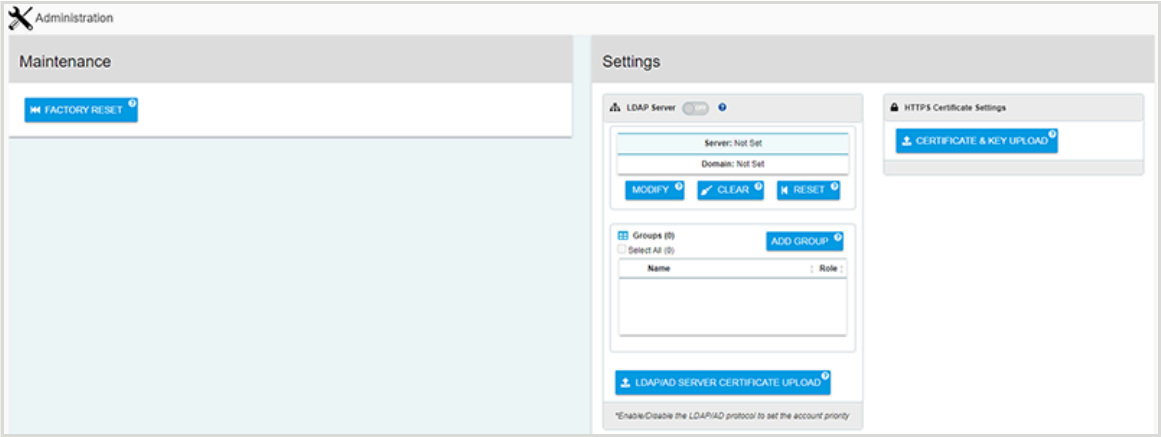 Administration
Maintenance
FACTORY RESET
Settings
LDAP Server
Server: Not Set
Domain: Not Set
MODIFY
CLEAR
RESET
Groups (0)
Select All (0)
ADD GROUP
Name
Role
LDAP/AD SERVER CERTIFICATE UPLOAD
*Enable/Disable the LDAP/AD protocol to set the account priority
HTTPS Certificate Settings
CERTIFICATE & KEY UPLOAD